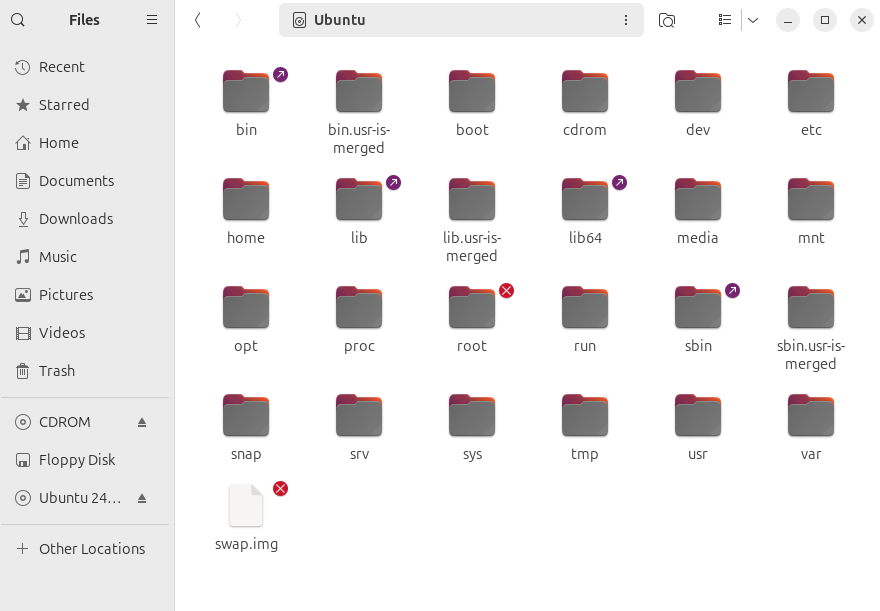 Files
Ubuntu
Recent
Starred
Home
Documents
Downloads
Music
Pictures
Videos
Trash
CDROM
Floppy Disk
Ubuntu 24…
Other Locations
bin
bin.usr-is-
merged
boot
cdrom
dev
etc
home
lib
lib.usr-is-
merged
lib64
media
mnt
opt
proc
root
run
sbin
sbin.usr-is-
merged
snap
srv
sys
tmp
usr
var
swap.img